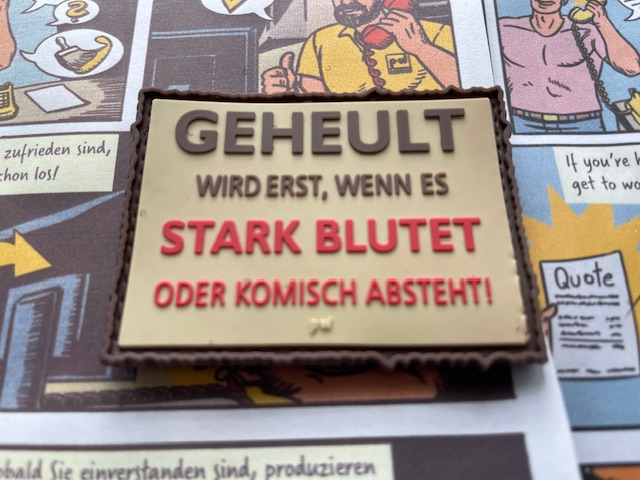 GEHEULT
WIRD ERST, WENN ES
STARK BLUTET
ODER KOMISCH ABSTEHT!
pw
zufrieden sind,
chon los!
If you're h
get to wo
Quote
obald Sie einverstanden sind, produzieren